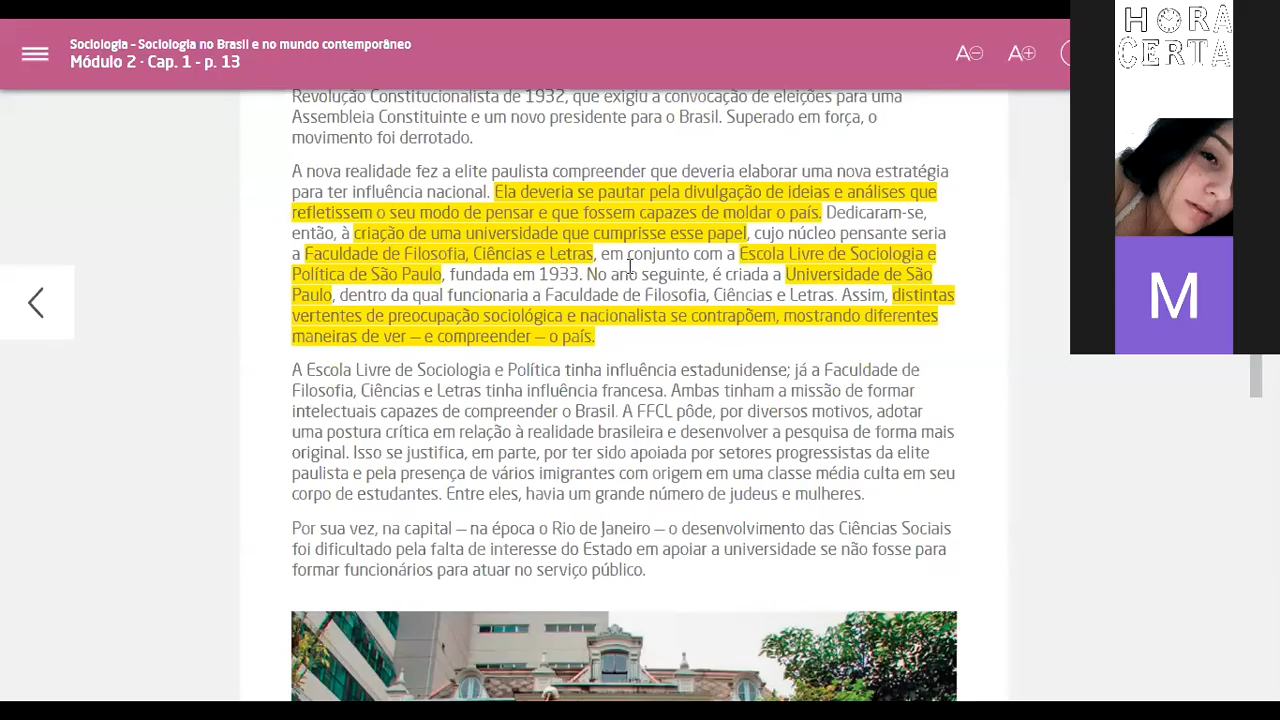 Sociologia – Sociologia no Brasil e no mundo contemporâneo
Módulo 2 · Cap. 1 - p. 13
A
A
HORA
CERTA
M
Revolução Constitucionalista de 1932, que exigiu a convocação de eleições para uma
Assembleia Constituinte e um novo presidente para o Brasil. Superado em força, o
movimento foi derrotado.
A nova realidade fez a elite paulista compreender que deveria elaborar uma nova estratégia
para ter influência nacional. Ela deveria se pautar pela divulgação de ideias e análises que
refletissem o seu modo de pensar e que fossem capazes de moldar o país. Dedicaram-se,
então, à criação de uma universidade que cumprisse esse papel, cujo núcleo pensante seria
a Faculdade de Filosofia, Ciências e Letras, em conjunto com a Escola Livre de Sociologia e
Política de São Paulo, fundada em 1933. No ano seguinte, é criada a Universidade de São
Paulo, dentro da qual funcionaria a Faculdade de Filosofia, Ciências e Letras. Assim, distintas
vertentes de preocupação sociológica e nacionalista se contrapõem, mostrando diferentes
maneiras de ver — e compreender — o país.
A Escola Livre de Sociologia e Política tinha influência estadunidense; já a Faculdade de
Filosofia, Ciências e Letras tinha influência francesa. Ambas tinham a missão de formar
intelectuais capazes de compreender o Brasil. A FFCL pôde, por diversos motivos, adotar
uma postura crítica em relação à realidade brasileira e desenvolver a pesquisa de forma mais
original. Isso se justifica, em parte, por ter sido apoiada por setores progressistas da elite
paulista e pela presença de vários imigrantes com origem em uma classe média culta em seu
corpo de estudantes. Entre eles, havia um grande número de judeus e mulheres.
Por sua vez, na capital — na época o Rio de Janeiro — o desenvolvimento das Ciências Sociais
foi dificultado pela falta de interesse do Estado em apoiar a universidade se não fosse para
formar funcionários para atuar no serviço público.